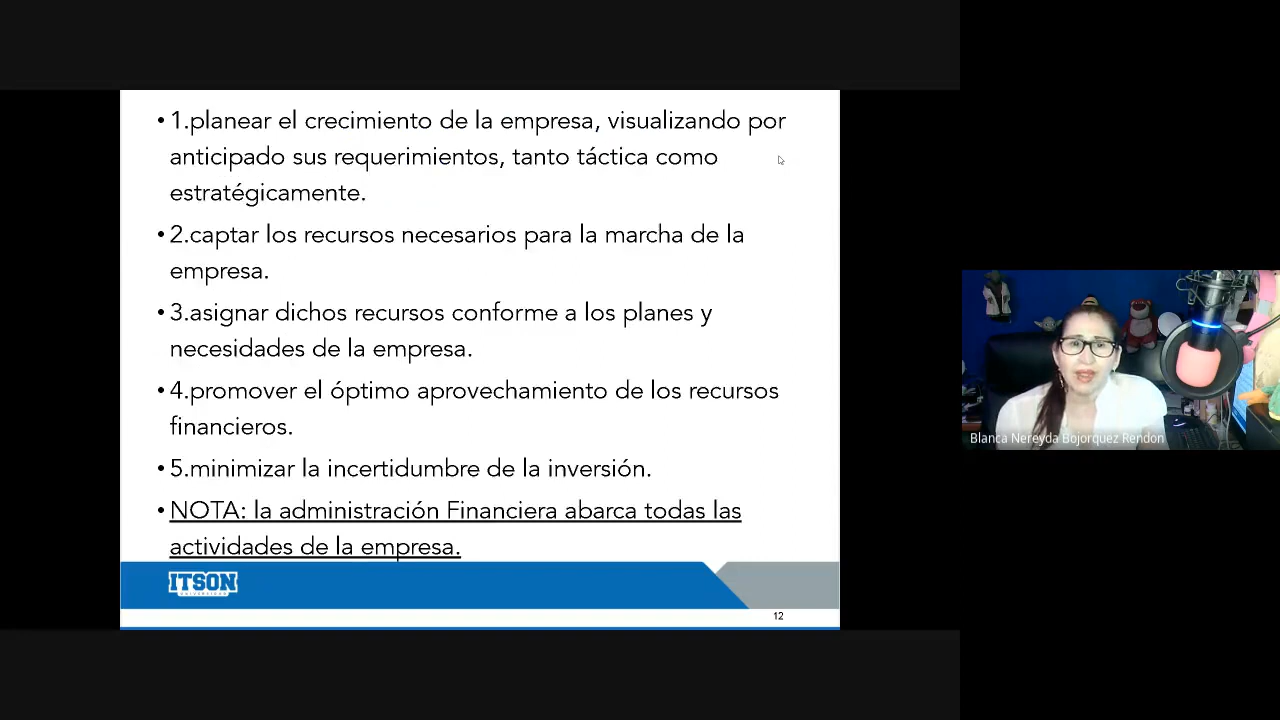 • 1.planear el crecimiento de la empresa, visualizando por
anticipado sus requerimientos, tanto táctica como
estratégicamente.
• 2.captar los recursos necesarios para la marcha de la
empresa.
• 3.asignar dichos recursos conforme a los planes y
necesidades de la empresa.
• 4.promover el óptimo aprovechamiento de los recursos
financieros.
• 5.minimizar la incertidumbre de la inversión.
• NOTA: la administración Financiera abarca todas las
actividades de la empresa.
ITSON
UNIVERSIDAD
12
Blanca Nereyda Bojorquez Rendon